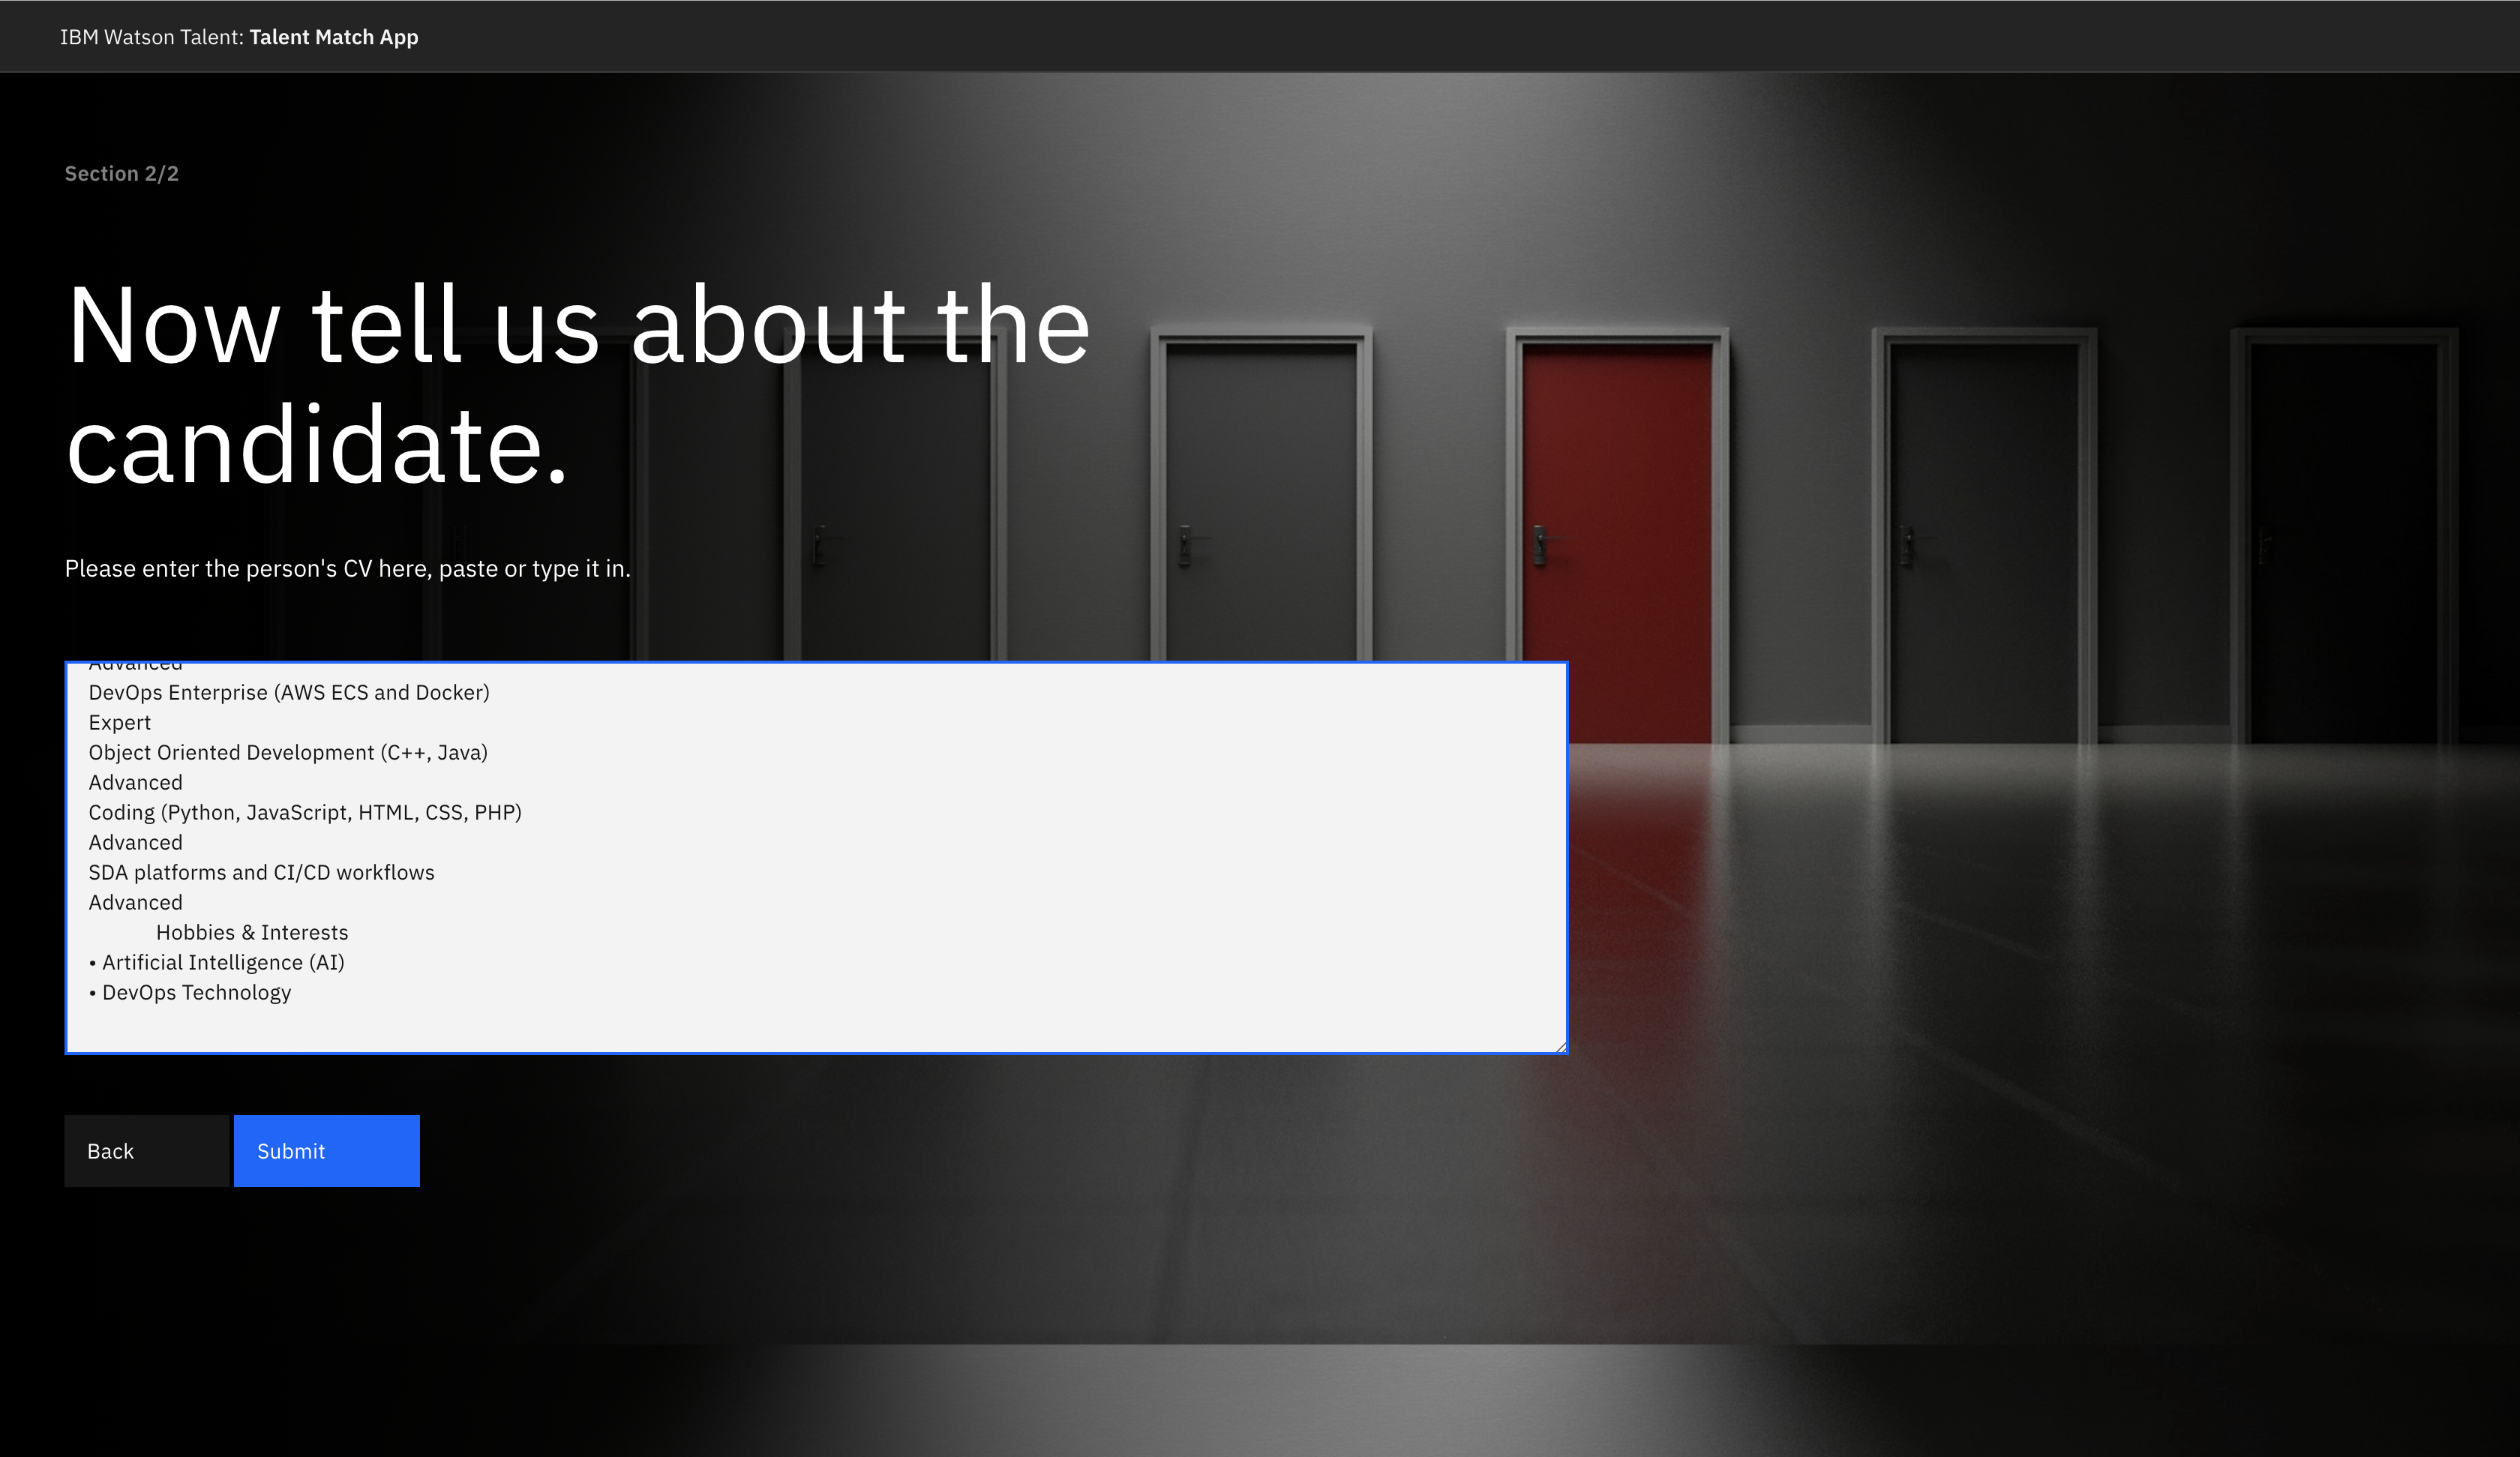 IBM Watson Talent: Talent Match App
Section 2/2
Now tell us about the
candidate.
Please enter the person's CV here, paste or type it in.
Advanced
DevOps Enterprise (AWS ECS and Docker)
Expert
Object Oriented Development (C++, Java)
Advanced
Coding (Python, JavaScript, HTML, CSS, PHP)
Advanced
SDA platforms and CI/CD workflows
Advanced
Hobbies & Interests
• Artificial Intelligence (AI)
• DevOps Technology
Back
Submit